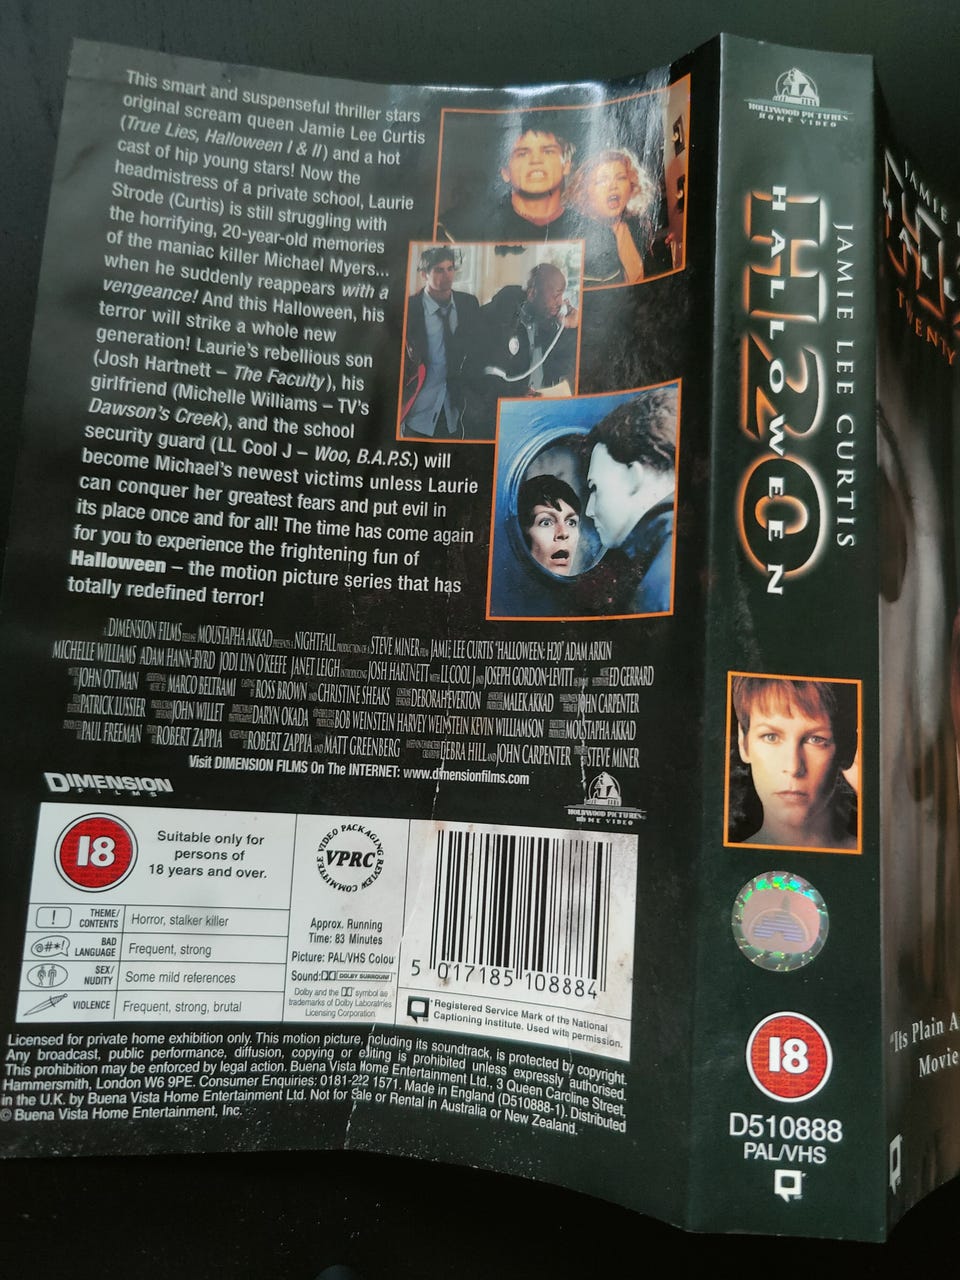 This smart and suspenseful thriller stars
original scream queen Jamie Lee Curtis
(True Lies, Halloween I & II) and a hot
cast of hip young stars! Now the
headmistress of a private school, Laurie
Strode (Curtis) is still struggling with
the horrifying, 20-year-old memories
of the maniac killer Michael Myers...
when he suddenly reappears with a
vengeance! And this Halloween, his
terror will strike a whole new
generation! Laurie's rebellious son
(Josh Hartnett – The Faculty), his
girlfriend (Michelle Williams – TV's
Dawson's Creek), and the school
security guard (LL Cool J – Woo, B.A.P.S.) will
become Michael's newest victims unless Laurie
can conquer her greatest fears and put evil in
its place once and for all! The time has come again
for you to experience the frightening fun of
Halloween – the motion picture series that has
totally redefined terror!
DIMENSION FILMS MOUSTAPHA AKKAD NIGHTFALL STEVE MINER JAMIE LEE CURTIS "HALLOWEEN: H20" ADAM ARKIN
MICHELLE WILLIAMS ADAM HANN-BYRD JODI LYN O'KEEFE JANET LEIGH JOSH HARTNETT LL COOL J AND JOSEPH GORDON-LEVITT ED GERRARD
JOHN OTTMAN MARCO BELTRAMI ROSS BROWN AND CHRISTINE SHEAKS DEBORAH EVERTON MALEK AKKAD JOHN CARPENTER
PATRICK LUSSIER JOHN WILLET DARYN OKADA BOB WEINSTEIN HARVEY WEINSTEIN KEVIN WILLIAMSON MOUSTAPHA AKKAD
PAUL FREEMAN ROBERT ZAPPIA ROBERT ZAPPIA AND MATT GREENBERG DEBRA HILL AND JOHN CARPENTER STEVE MINER
Visit DIMENSION FILMS On The INTERNET: www.dimensionfilms.com
DIMENSION
FILMS
HOLLYWOOD PICTURES
HOME VIDEO
18
Suitable only for
persons of
18 years and over.
! THEME/
CONTENTS Horror, stalker killer
@#*! BAD
LANGUAGE Frequent, strong
SEX/
NUDITY Some mild references
VIOLENCE Frequent, strong, brutal
VIDEO PACKAGING REVIEW COMMITTEE
VPRC
Approx. Running
Time: 83 Minutes
Picture: PAL/VHS Colou
Sound: DOLBY SURROUND
Dolby and the symbol are
trademarks of Dolby Laboratries
Licensing Corporation.
5 017185 108884
Registered Service Mark of the National
Captioning Institute. Used with permission.
Licensed for private home exhibition only. This motion picture, including its soundtrack, is protected by copyright.
Any broadcast, public performance, diffusion, copying or editing is prohibited unless expressly authorised.
This prohibition may be enforced by legal action. Buena Vista Home Entertainment Ltd., 3 Queen Caroline Street,
Hammersmith, London W6 9PE. Consumer Enquiries: 0181-222 1571. Made in England (D510888-1). Distributed
in the U.K. by Buena Vista Home Entertainment Ltd. Not for Sale or Rental in Australia or New Zealand.
© Buena Vista Home Entertainment, Inc.
HOLLYWOOD PICTURES
HOME VIDEO
JAMIE LEE CURTIS
H20
HALLOWEEN
18
D510888
PAL/VHS
JAMIE
TWENTY
"Its Plain A
Movie